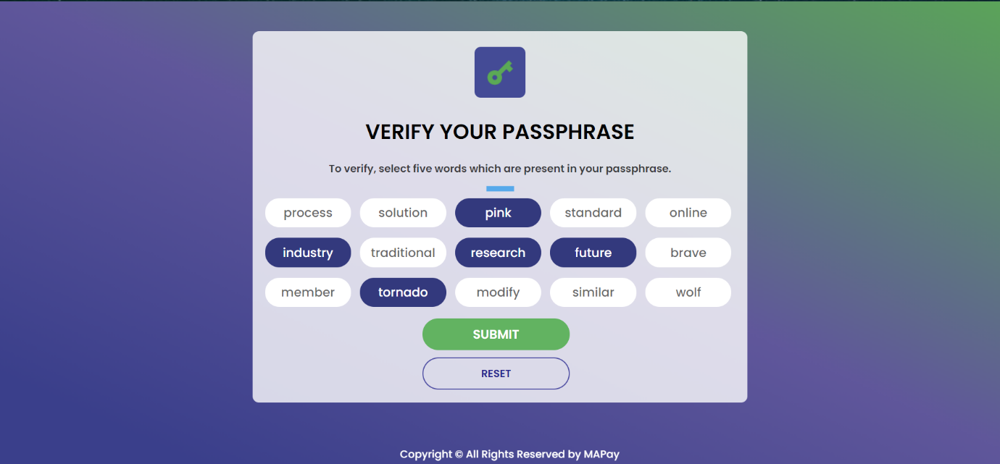 VERIFY YOUR PASSPHRASE
To verify, select five words which are present in your passphrase.
process solution pink standard online
industry traditional research future brave
member tornado modify similar wolf
SUBMIT
RESET
Copyright © All Rights Reserved by MAPay